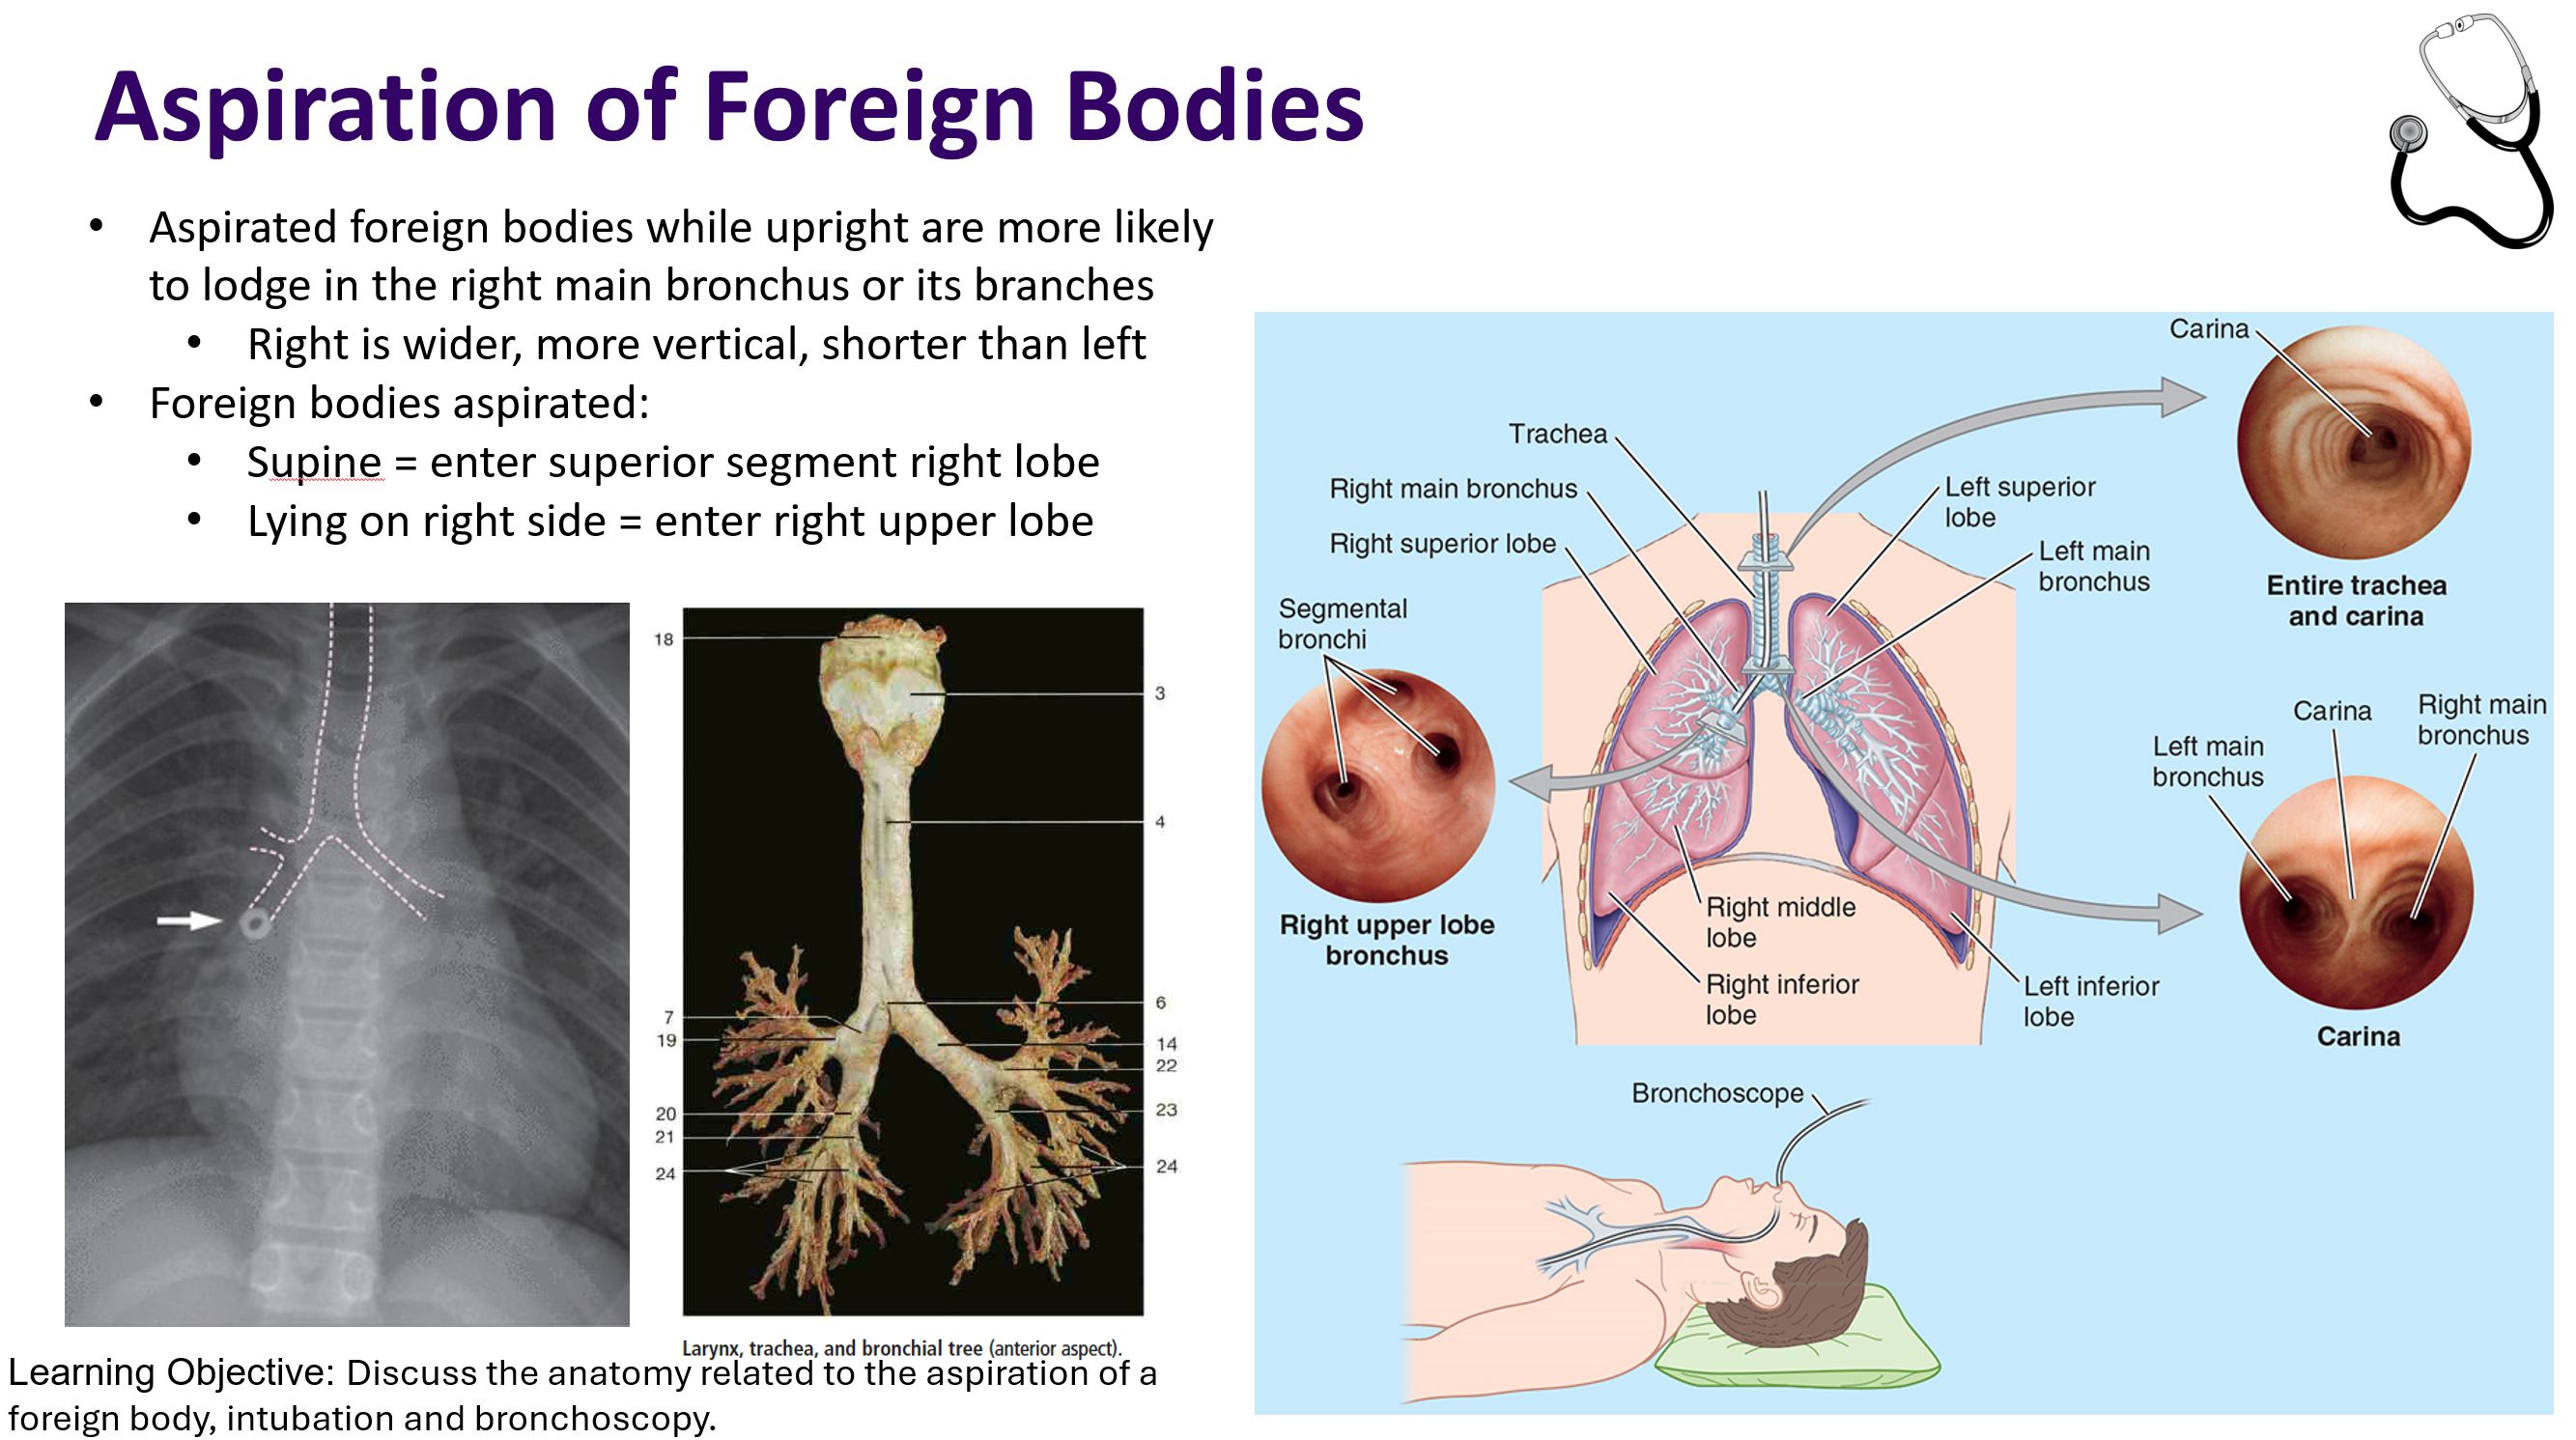 Aspiration of Foreign Bodies
• Aspirated foreign bodies while upright are more likely
to lodge in the right main bronchus or its branches
• Right is wider, more vertical, shorter than left
• Foreign bodies aspirated:
• Supine = enter superior segment right lobe
• Lying on right side = enter right upper lobe
18
3
4
6
7
19
14
22
20
23
21
24
24
Larynx, trachea, and bronchial tree (anterior aspect).
Learning Objective: Discuss the anatomy related to the aspiration of a
foreign body, intubation and bronchoscopy.
Carina
Trachea
Right main bronchus
Right superior lobe
Left superior
lobe
Left main
bronchus
Entire trachea
and carina
Segmental
bronchi
Right upper lobe
bronchus
Left main
bronchus
Carina
Right main
bronchus
Right middle
lobe
Right inferior
lobe
Left inferior
lobe
Carina
Bronchoscope